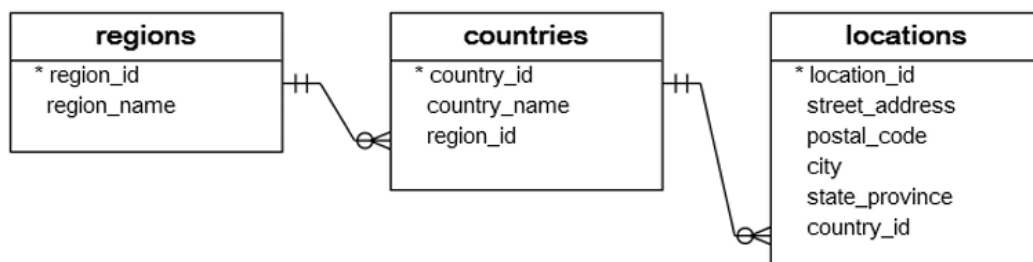 regions
* region_id
region_name
countries
* country_id
country_name
region_id
locations
* location_id
street_address
postal_code
city
state_province
country_id